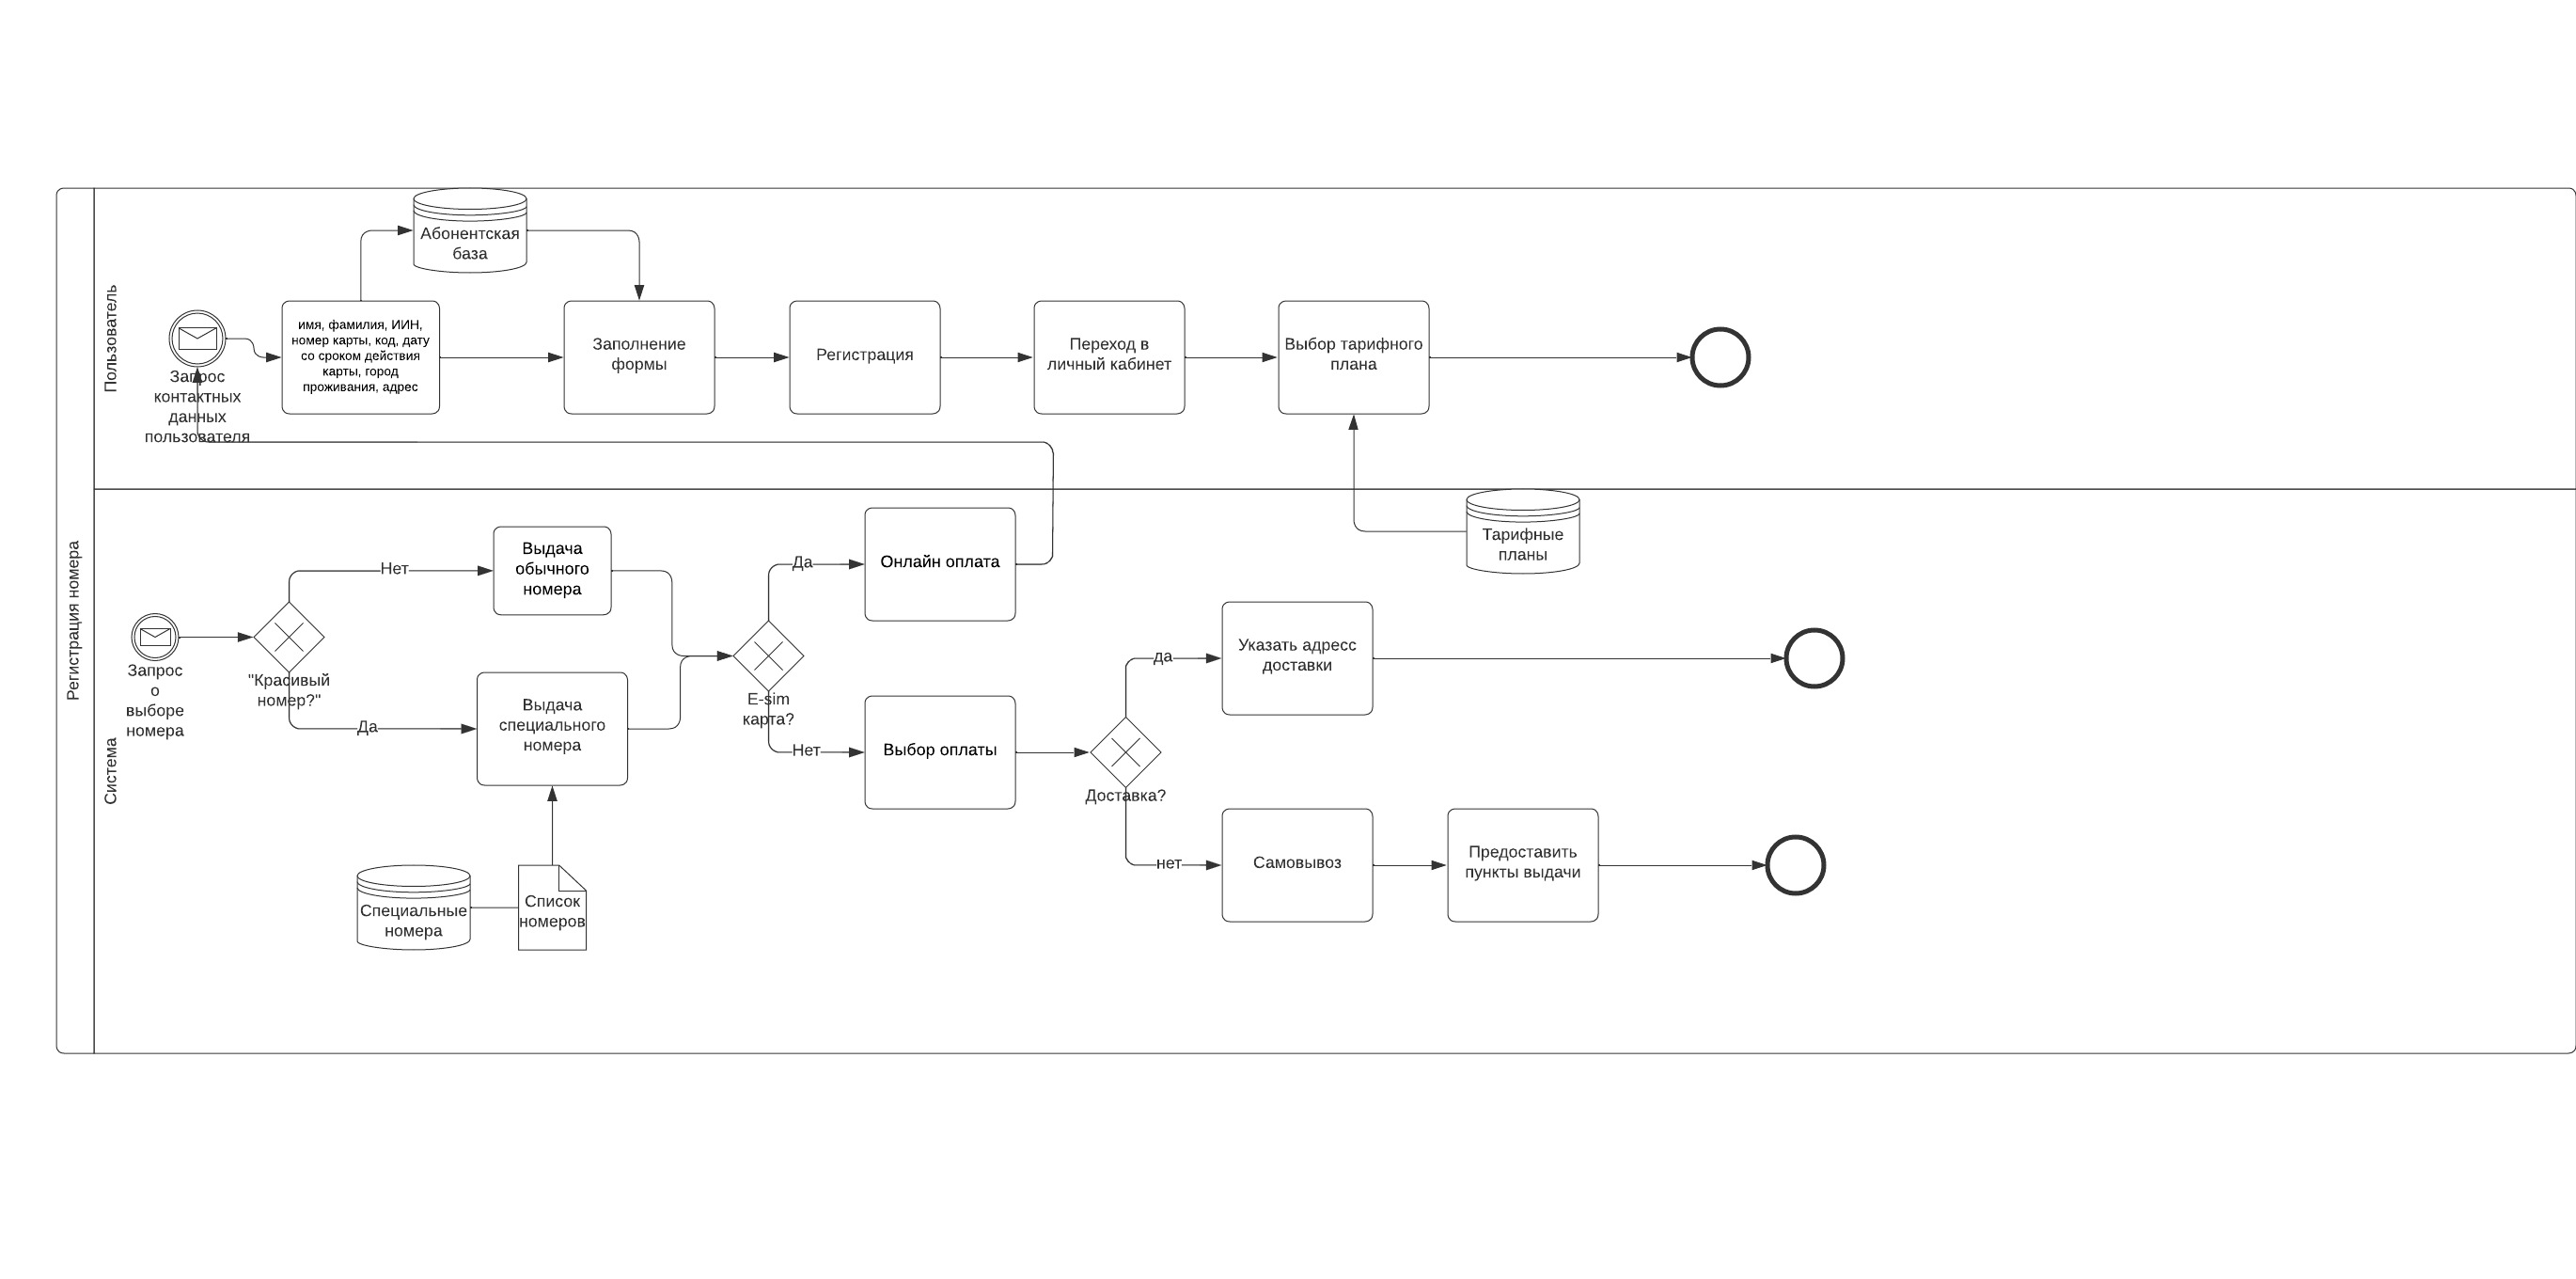 Регистрация номера
Пользователь
Абонентская
база
Запрос
контактных
данных
пользователя
имя, фамилия, ИИН,
номер карты, код, дату
со сроком действия
карты, город
проживания, адрес
Заполнение
формы
Регистрация
Переход в
личный кабинет
Выбор тарифного
плана
Система
Тарифные
планы
Запрос
о
выборе
номера
"Красивый
номер?"
Нет
Выдача
обычного
номера
Да
Выдача
специального
номера
Специальные
номера
Список
номеров
E-sim
карта?
Да
Онлайн оплата
Нет
Выбор оплаты
Доставка?
да
Указать адресс
доставки
нет
Самовывоз
Предоставить
пункты выдачи